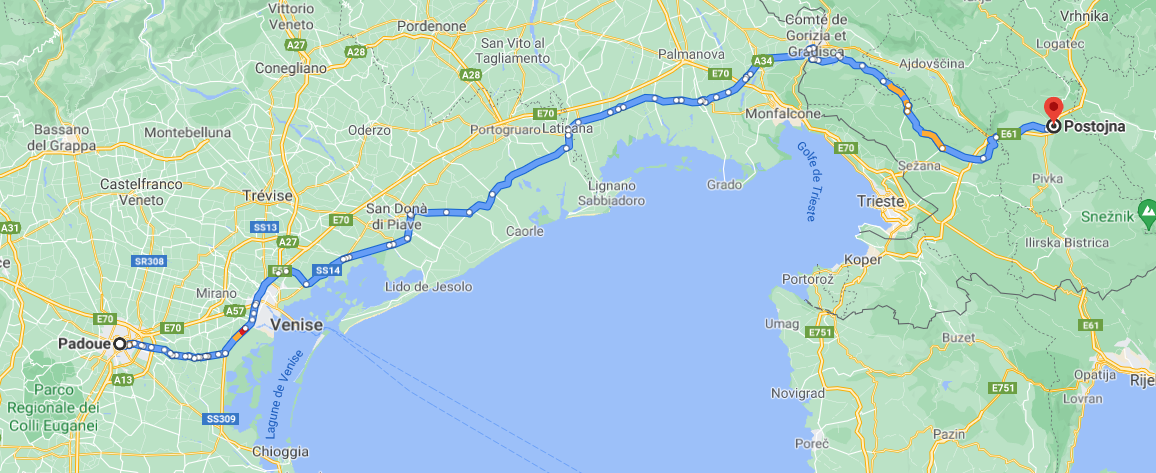 Vittorio
Veneto
Pordenone
Comté de
Gorizia et
Gradisca
Vrhnika
Logatec
A27
A28
San Vito al
Tagliamento
Palmanova
A34
Ajdovščina
Conegliano
A28
E70
Bassano
del Grappa
Montebelluna
Oderzo
E70
Portogruaro
Latisana
Monfalcone
E70
E61
Postojna
Castelfranco
Veneto
Trévise
San Donà
di Piave
Lignano
Sabbiadoro
Grado
Golfe de Trieste
Sežana
Pivka
Trieste
Snežnik
A31
SS13
E70
A27
Caorle
Ilirska Bistrica
SR308
E55
SS14
Koper
Mirano
Lido de Jesolo
Portorož
E70
E70
A57
Venise
Umag
E751
E61
Padoue
Buzet
A13
Lagune de Venise
Opatija
Rije
Parco
Regionale dei
Colli Euganei
Novigrad
E751
Lovran
SS309
Chioggia
Poreč
Pazin